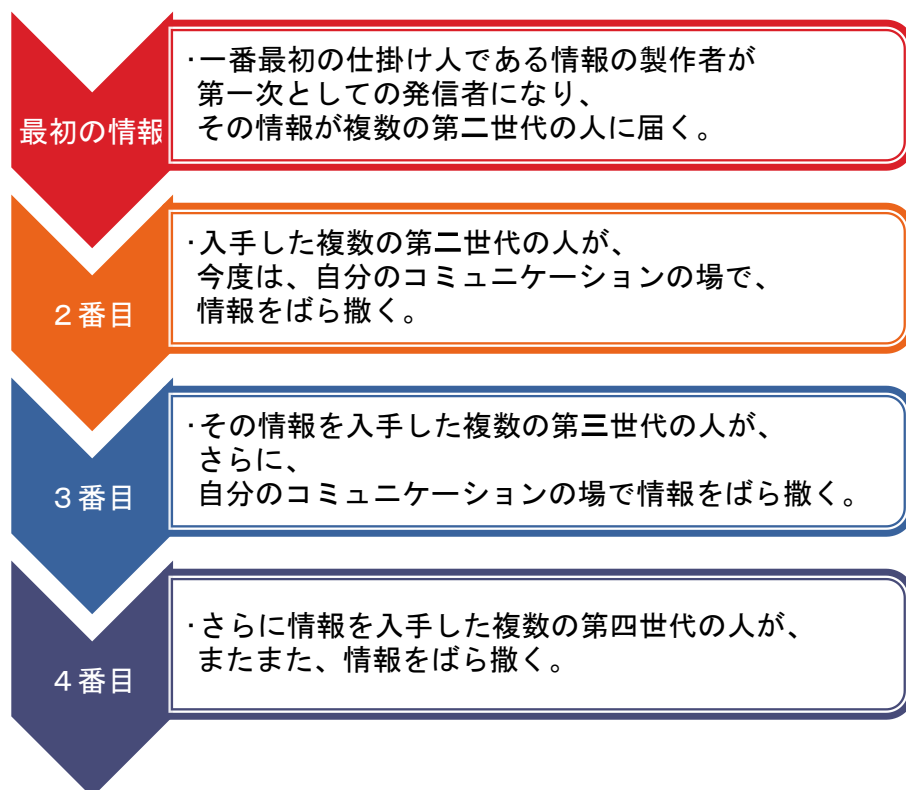 最初の情報
・一番最初の仕掛け人である情報の製作者が
第一次としての発信者になり、
その情報が複数の第二世代の人に届く。
２番目
・入手した複数の第二世代の人が、
今度は、自分のコミュニケーションの場で、
情報をばら撒く。
３番目
・その情報を入手した複数の第三世代の人が、
さらに、
自分のコミュニケーションの場で情報をばら撒く。
４番目
・さらに情報を入手した複数の第四世代の人が、
またまた、情報をばら撒く。